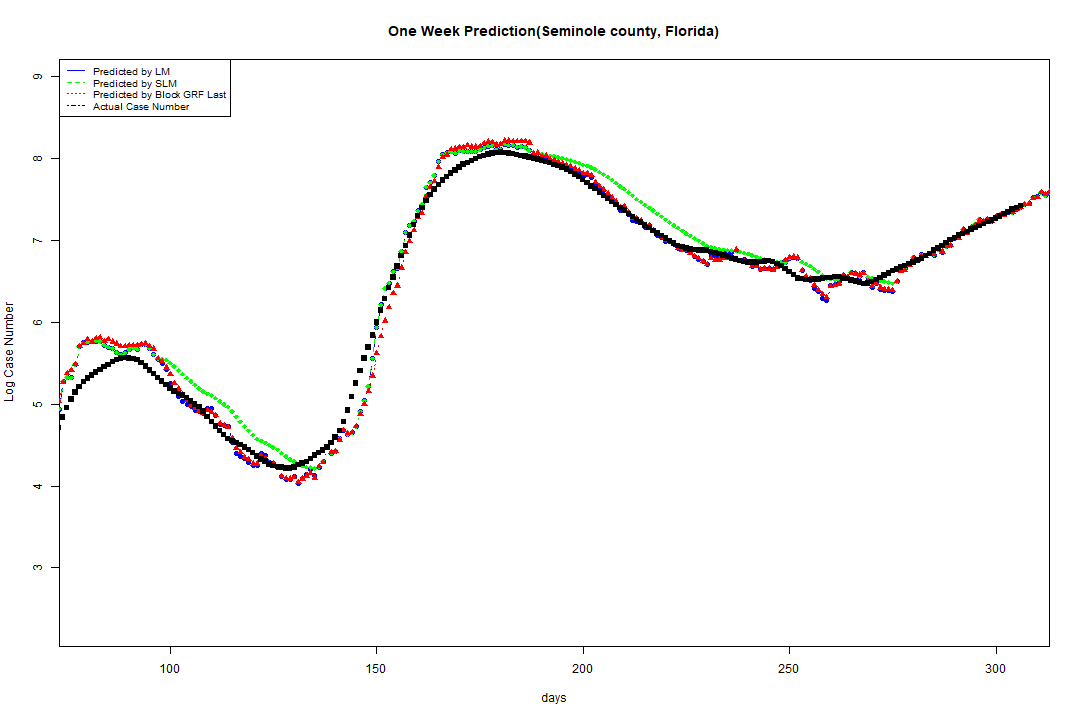 One Week Prediction(Seminole county, Florida)
Predicted by LM
Predicted by SLM
Predicted by Block GRF Last
Actual Case Number
Log Case Number
9
8
7
6
5
4
3
100 150 200 250 300
days